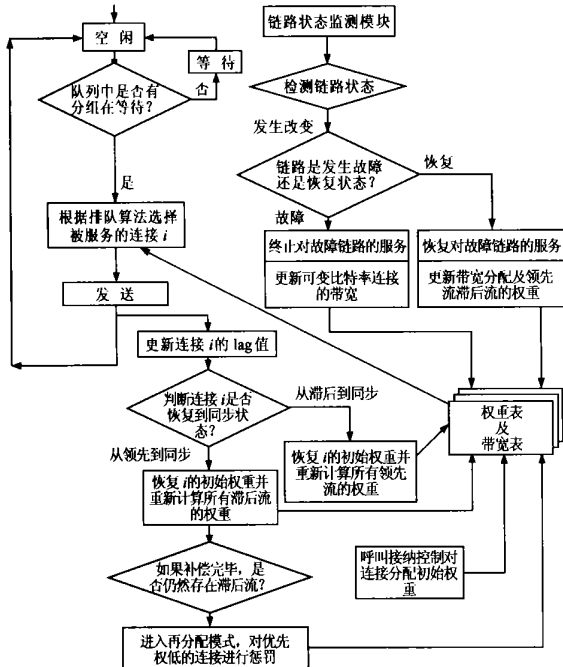 空 闲
等 待
队列中是否有
分组在等待?
否
是
根据排队算法选择
被服务的连接 i
发 送
更新连接 i 的 lag 值
判断连接 i 是否
恢复到同步状
态?
从滞后到同步
从领先到同步
恢复 i 的初始权重并
重新计算所有滞后流
的权重
恢复 i 的初始权重并
重新计算所有领先
流的权重
如果补偿完毕，是
否仍然存在滞后流?
进入再分配模式，对优先
权低的连接进行惩罚
链路状态监测模块
检测链路状态
发生改变
链路是发生故障
还是恢复状态?
恢复
故障
终止对故障链路的服务
更新可变比特率连接
的带宽
恢复对故障链路的服务
更新带宽分配及领先
流滞后流的权重
权重表
及
带宽表
呼叫接纳控制对
连接分配初始权
重